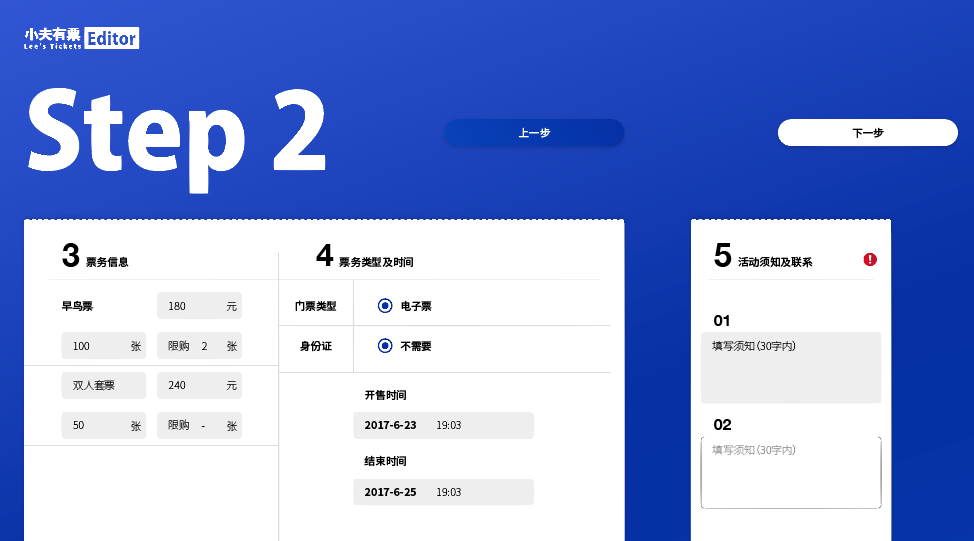 小夫有票 Editor
Lee's Tickets
Step 2
上一步
下一步
3 票务信息
早鸟票
180 元
100 张
限购 2 张
双人套票
240 元
50 张
限购 - 张
4 票务类型及时间
门票类型
电子票
身份证
不需要
开售时间
2017-6-23 19:03
结束时间
2017-6-25 19:03
5 活动须知及联系
!
01
填写须知(30字内)
02
填写须知(30字内)